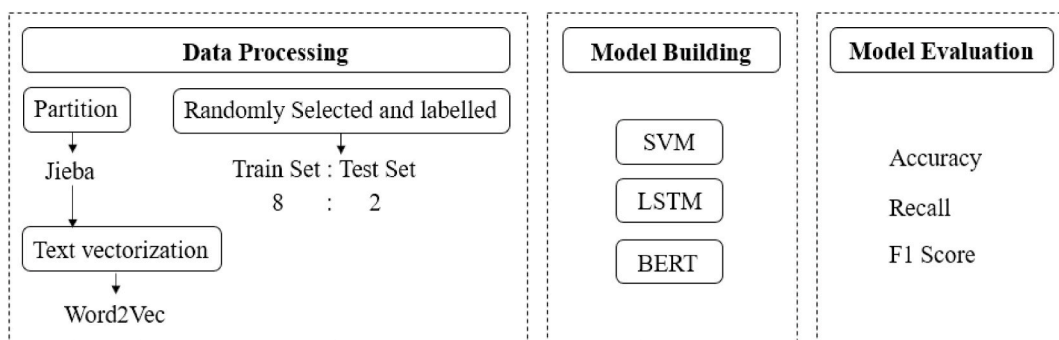 Data Processing
Partition
Jieba
Text vectorization
Word2Vec
Randomly Selected and labelled
Train Set : Test Set
8 : 2
Model Building
SVM
LSTM
BERT
Model Evaluation
Accuracy
Recall
F1 Score